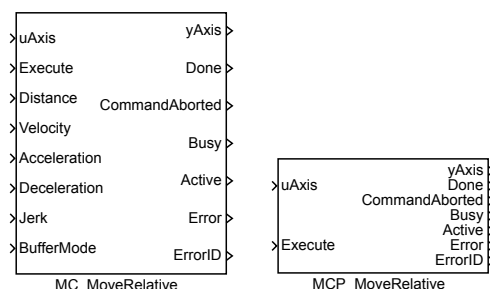 uAxis
Execute
Distance
Velocity
Acceleration
Deceleration
Jerk
BufferMode
yAxis
Done
CommandAborted
Busy
Active
Error
ErrorID
MC_MoveRelative
uAxis
Execute
yAxis
Done
CommandAborted
Busy
Active
Error
ErrorID
MCP_MoveRelative